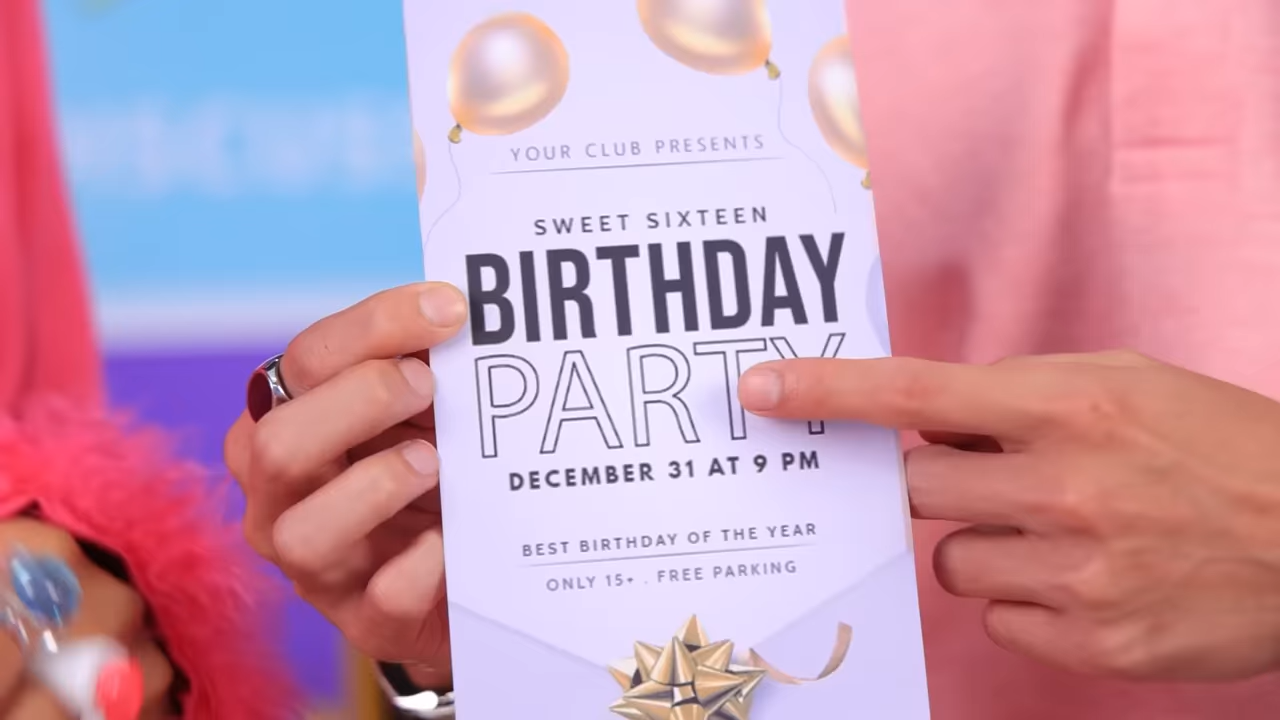 YOUR CLUB PRESENTS
SWEET SIXTEEN
BIRTHDAY
PARTY
DECEMBER 31 AT 9 PM
BEST BIRTHDAY OF THE YEAR
ONLY 15+ . FREE PARKING